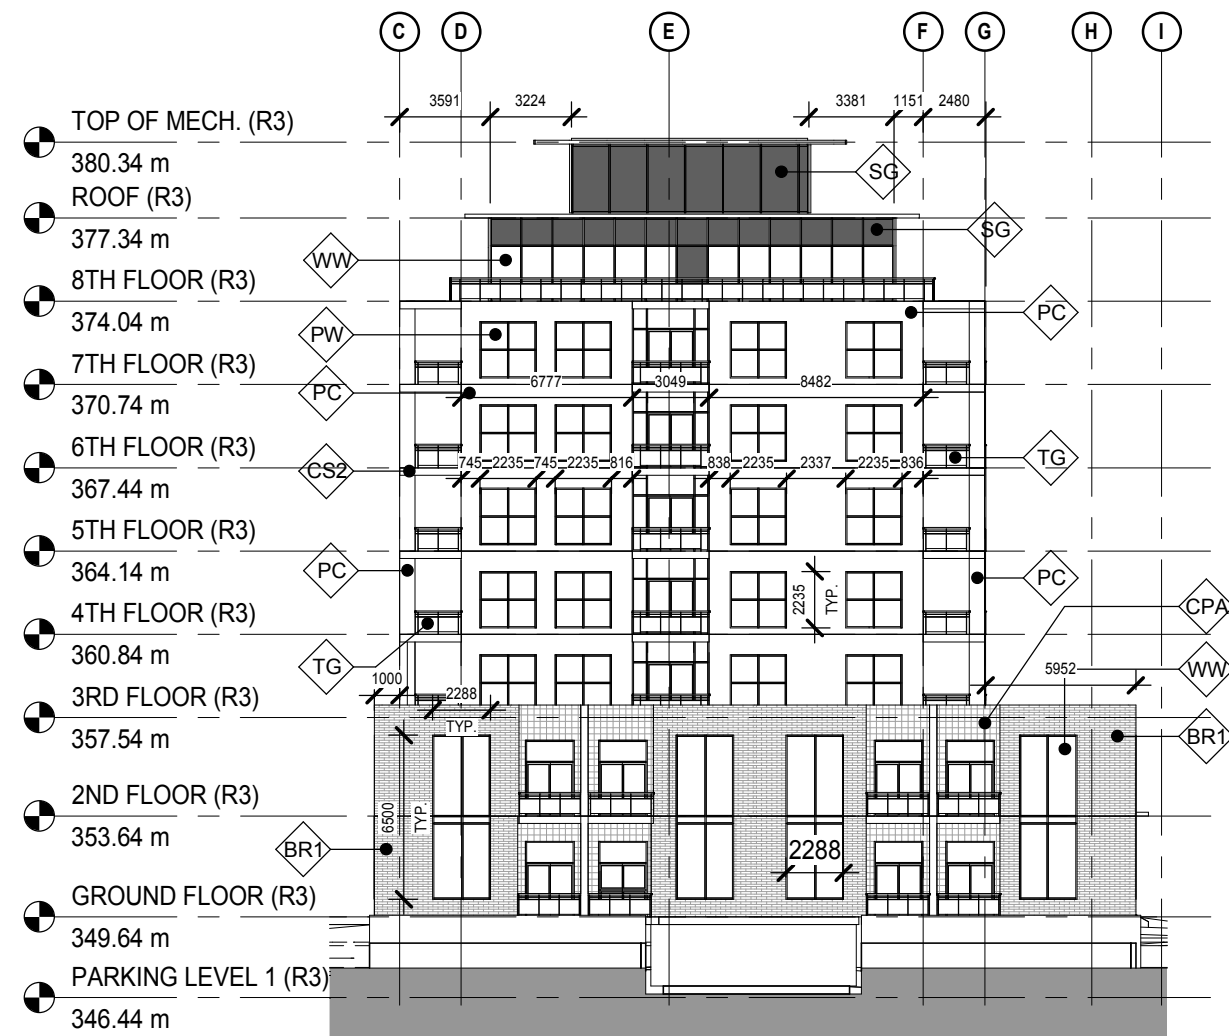 C D E F G H I
3591 3224 3381 1151 2480
TOP OF MECH. (R3)
380.34 m
SG
ROOF (R3)
377.34 m
SG
WW
8TH FLOOR (R3)
374.04 m
PC
PW
7TH FLOOR (R3)
6777 3049 8482
370.74 m
PC
6TH FLOOR (R3)
745 2235 745 2235 816 838 2235 2337 2235 836
TG
CS2
367.44 m
5TH FLOOR (R3)
364.14 m
PC
PC
2235
TYP.
4TH FLOOR (R3)
CPA
360.84 m
TG
WW
1000
2288
TYP.
5952
3RD FLOOR (R3)
357.54 m
BR1
2ND FLOOR (R3)
6500
TYP.
353.64 m
BR1
2288
GROUND FLOOR (R3)
349.64 m
PARKING LEVEL 1 (R3)
346.44 m